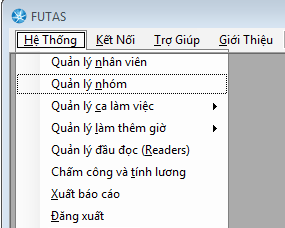 FUTAS
Hệ Thống Kết Nối Trợ Giúp Giới Thiệu
Quản lý nhân viên
Quản lý nhóm
Quản lý ca làm việc
Quản lý làm thêm giờ
Quản lý đầu đọc (Readers)
Chấm công và tính lương
Xuất báo cáo
Đăng xuất